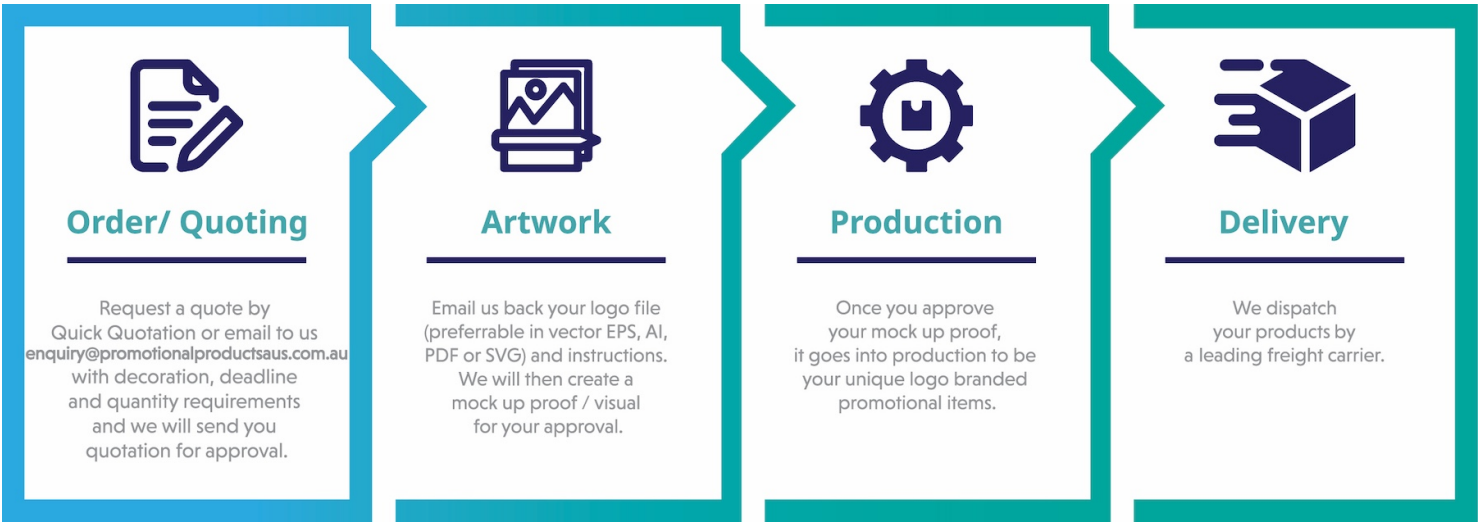 Order/ Quoting
Request a quote by
Quick Quotation or email to us
enquiry@promotionalproductsaus.com.au
with decoration, deadline
and quantity requirements
and we will send you
quotation for approval.
Artwork
Email us back your logo file
(preferrable in vector EPS, AI,
PDF or SVG) and instructions.
We will then create a
mock up proof / visual
for your approval.
Production
Once you approve
your mock up proof,
it goes into production to be
your unique logo branded
promotional items.
Delivery
We dispatch
your products by
a leading freight carrier.